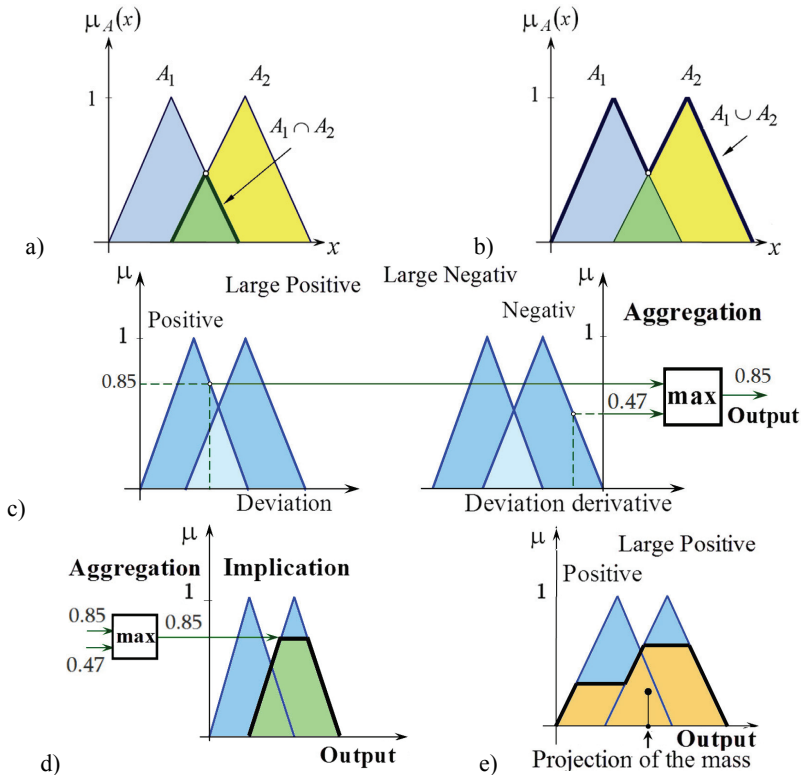 μA(x)
A1
A2
1
A1 ∩ A2
x
a)
μA(x)
A1
A2
1
A1 ∪ A2
x
b)
μ
Large Positive
Positive
1
0.85
Deviation
c)
Large Negativ
Negativ
μ
1
Deviation derivative
Aggregation
0.47
max
0.85
Output
Aggregation
0.85
0.47
max
0.85
μ
Implication
1
Output
d)
μ
Large Positive
Positive
1
Output
e)
Projection of the mass